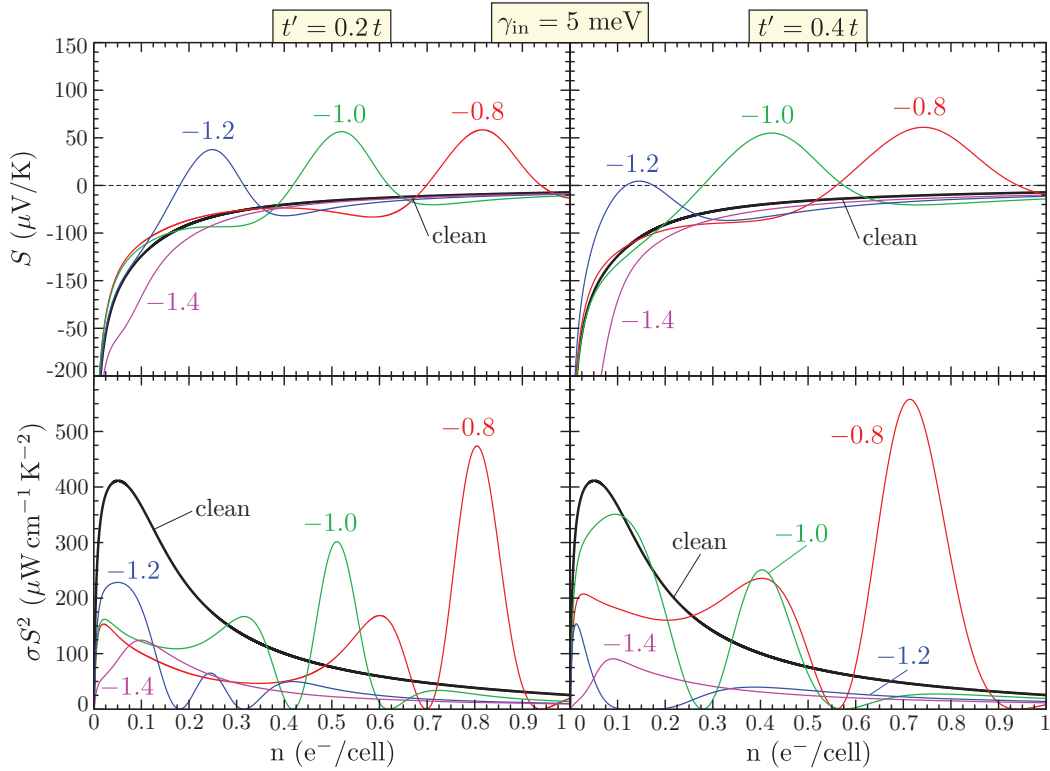 t′ = 0.2 t
γin = 5 meV
t′ = 0.4 t
S (μV/K)
150
100
50
0
-50
-100
-150
-50
-200
−1.2
−1.0
−0.8
clean
−1.4
−1.2
−1.0
−0.8
clean
−1.4
σS² (μW cm⁻¹ K⁻²)
500
400
300
200
100
0
clean
−1.2
−1.4
−1.0
−0.8
clean
−1.0
−0.8
−1.4
−1.2
0 0.1 0.2 0.3 0.4 0.5 0.6 0.7 0.8 0.9 0 0.1 0.2 0.3 0.4 0.5 0.6 0.7 0.8 0.9 1
n (e⁻/cell)
n (e⁻/cell)